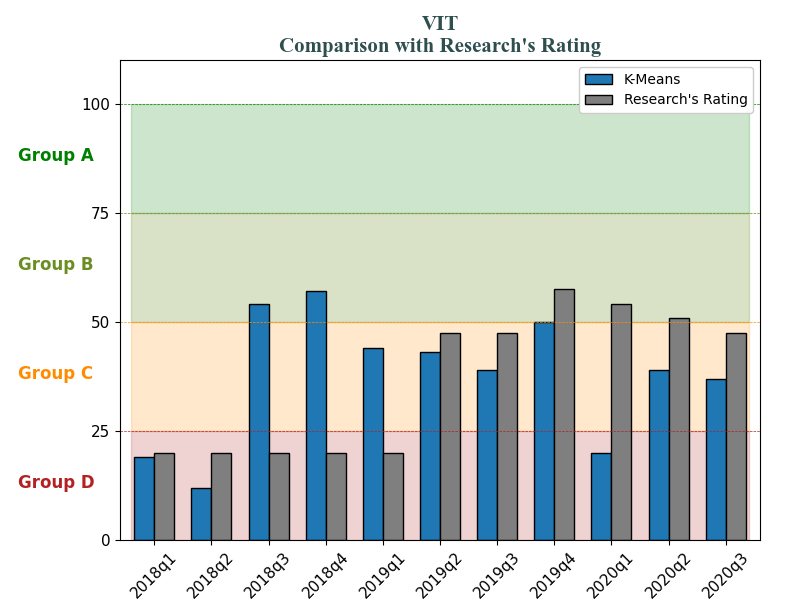 VIT
Comparison with Research's Rating
K-Means
Research's Rating
100
Group A
75
Group B
50
Group C
25
Group D
0
2018q1
2018q2
2018q3
2018q4
2019q1
2019q2
2019q3
2019q4
2020q1
2020q2
2020q3